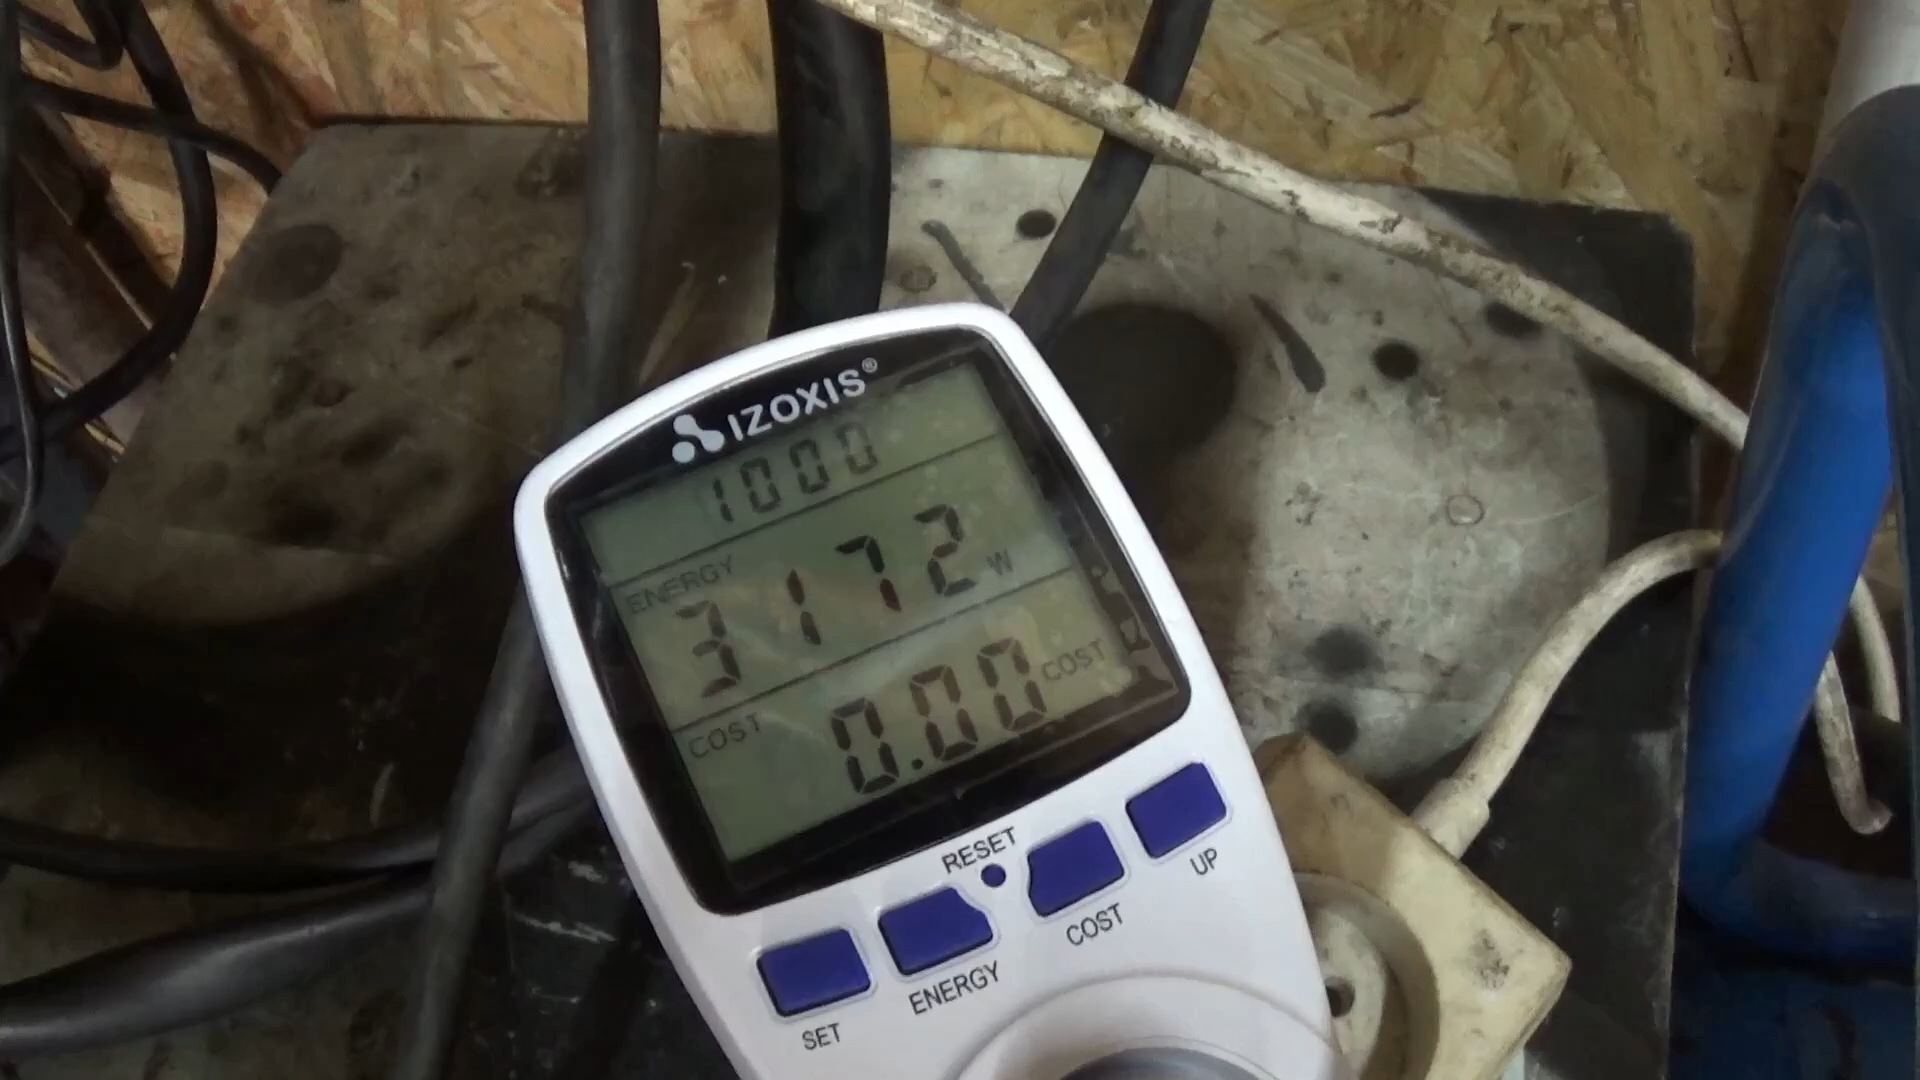 IZOXIS®
1000
ENERGY
3172 W
COST 0.00 COST
RESET
SET
ENERGY
COST
UP